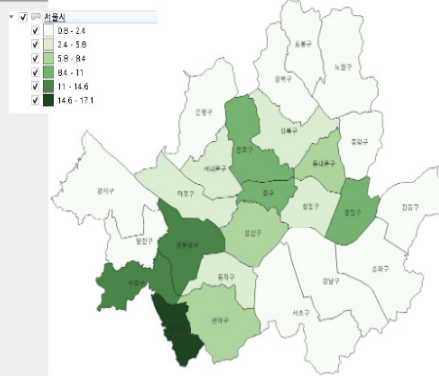 서울시
0.8 - 2.4
2.4 - 5.8
5.8 - 8.4
8.4 - 11
11 - 14.6
14.6 - 17.1
도봉구
노원구
강북구
은평구
성북구
중랑구
종로구
동대문구
서대문구
강서구
마포구
중구
성동구
광진구
강동구
양천구
영등포구
용산구
송파구
구로구
동작구
강남구
서초구
관악구